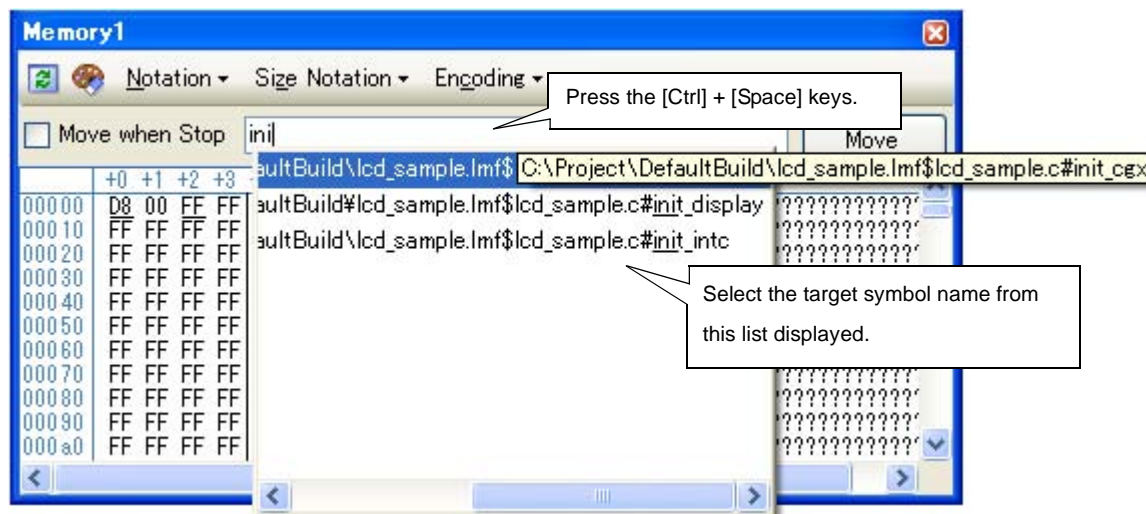 Memory1
Notation Size Notation Encoding
Press the [Ctrl] + [Space] keys.
Move when Stop ini Move
+0 +1 +2 +3
aultBuild\lcd_sample.lmf$ C:\Project\DefaultBuild\lcd_sample.lmf$lcd_sample.c#init_cgx
00000 D8 00 FF FF aultBuild¥lcd_sample.lmf$lcd_sample.c#init_display ????????????
00010 FF FF FF FF ????????????
00020 FF FF FF FF aultBuild\lcd_sample.lmf$lcd_sample.c#init_intc ????????????
00030 FF FF FF FF
00040 FF FF FF FF
Select the target symbol name from
this list displayed.
00050 FF FF FF FF
00060 FF FF FF FF
00070 FF FF FF FF ????????????
00080 FF FF FF FF ????????????
00090 FF FF FF FF ????????????
000a0 FF FF FF FF ????????????